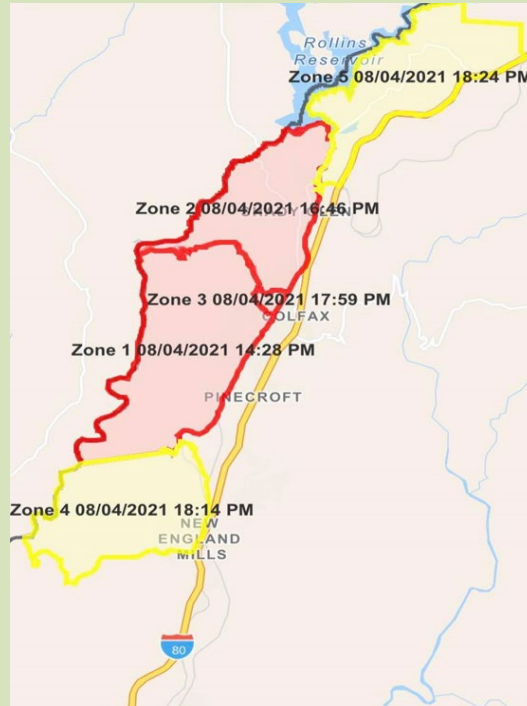 Rollins
Reservoir
Zone 5 08/04/2021 18:24 PM
Zone 2 08/04/2021 16:46 PM
SHADY GLEN
Zone 3 08/04/2021 17:59 PM
COLFAX
Zone 1 08/04/2021 14:28 PM
PINECROFT
Zone 4 08/04/2021 18:14 PM
NEW
ENGLAND
MILLS
80